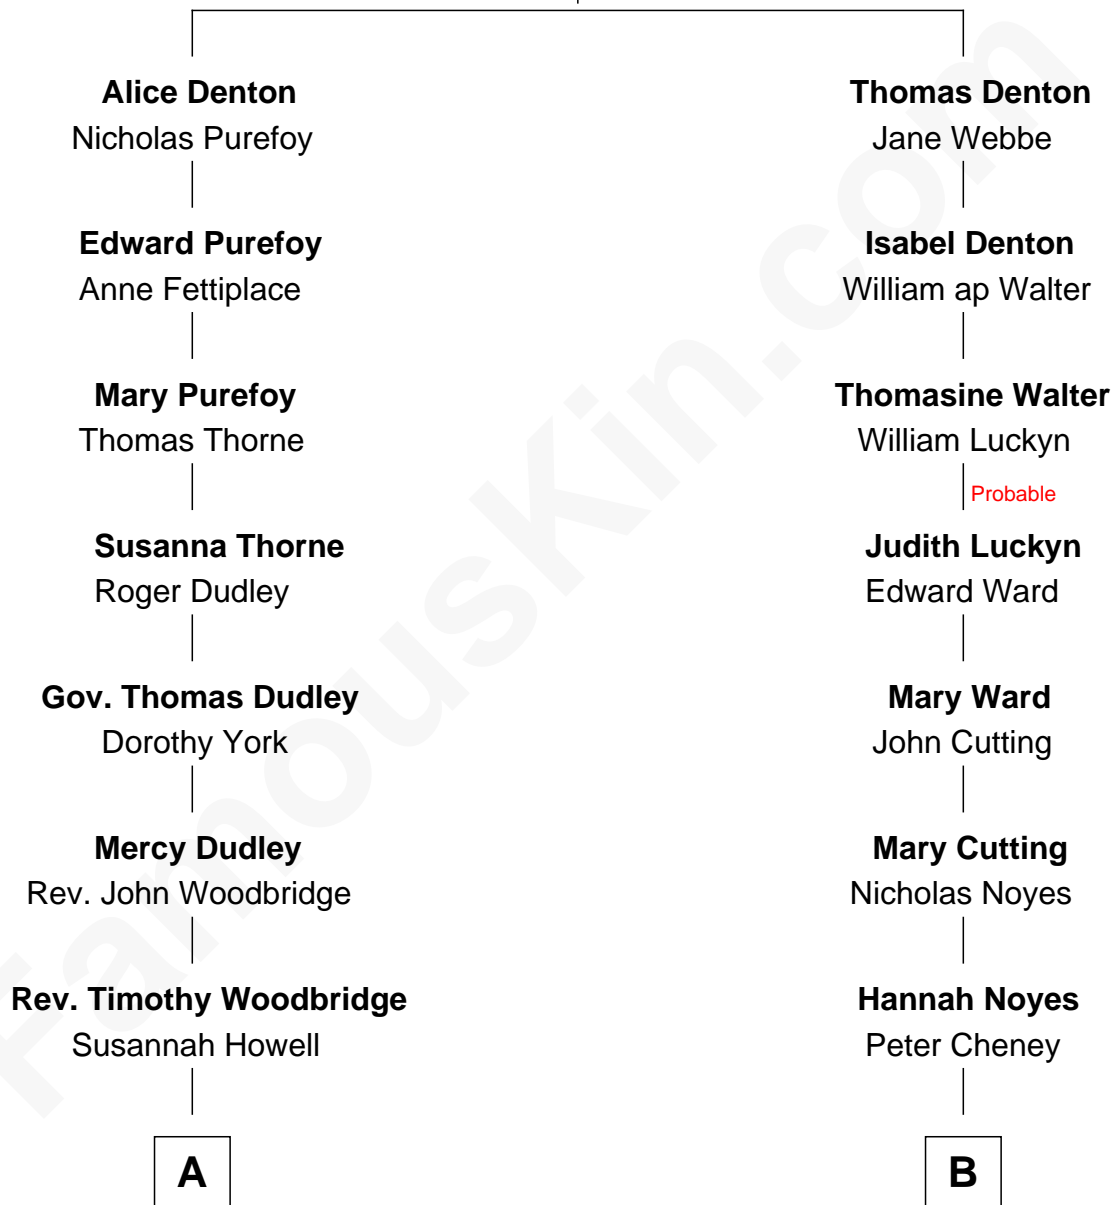 Alice Denton
Nicholas Purefoy
Edward Purefoy
Anne Fettiplace
Mary Purefoy
Thomas Thorne
Susanna Thorne
Roger Dudley
Gov. Thomas Dudley
Dorothy York
Mercy Dudley
Rev. John Woodbridge
Rev. Timothy Woodbridge
Susannah Howell
A
Thomas Denton
Jane Webbe
Isabel Denton
William ap Walter
Thomasine Walter
William Luckyn
Probable
Judith Luckyn
Edward Ward
Mary Ward
John Cutting
Mary Cutting
Nicholas Noyes
Hannah Noyes
Peter Cheney
B
FamousKin.com